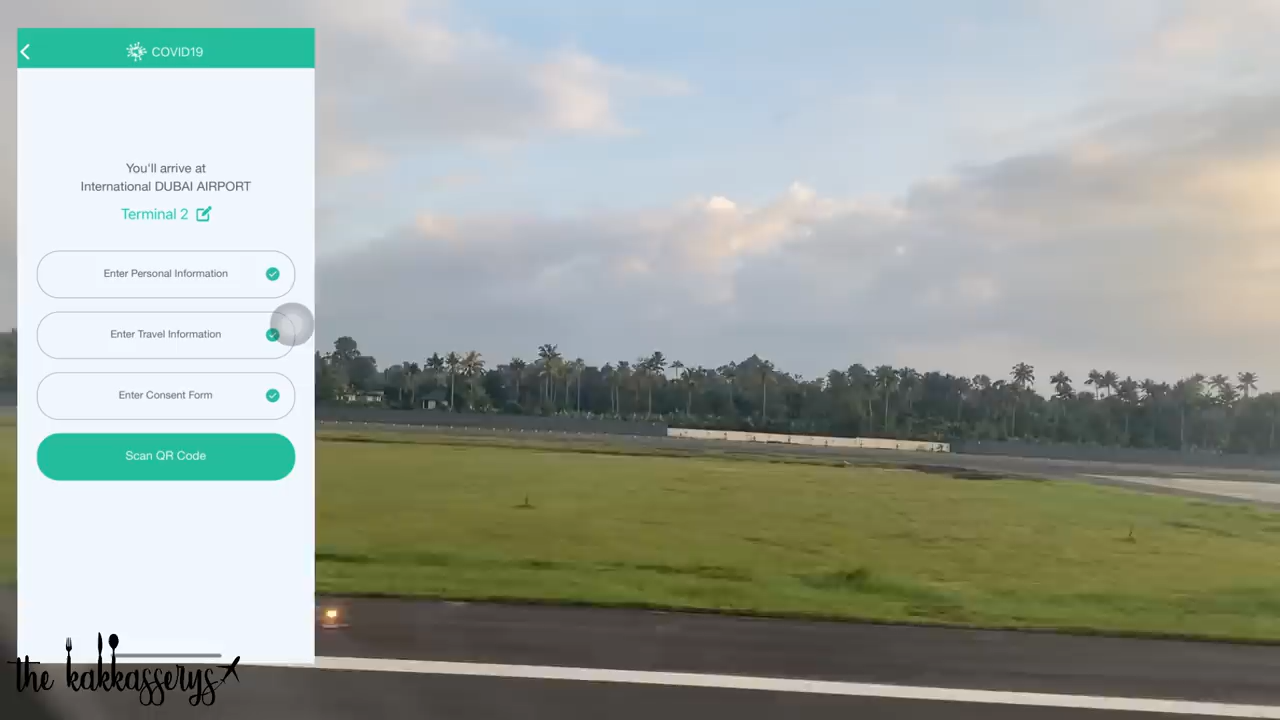 COVID19
You'll arrive at
International DUBAI AIRPORT
Terminal 2
Enter Personal Information
Enter Travel Information
Enter Consent Form
Scan QR Code
the kakkasserys